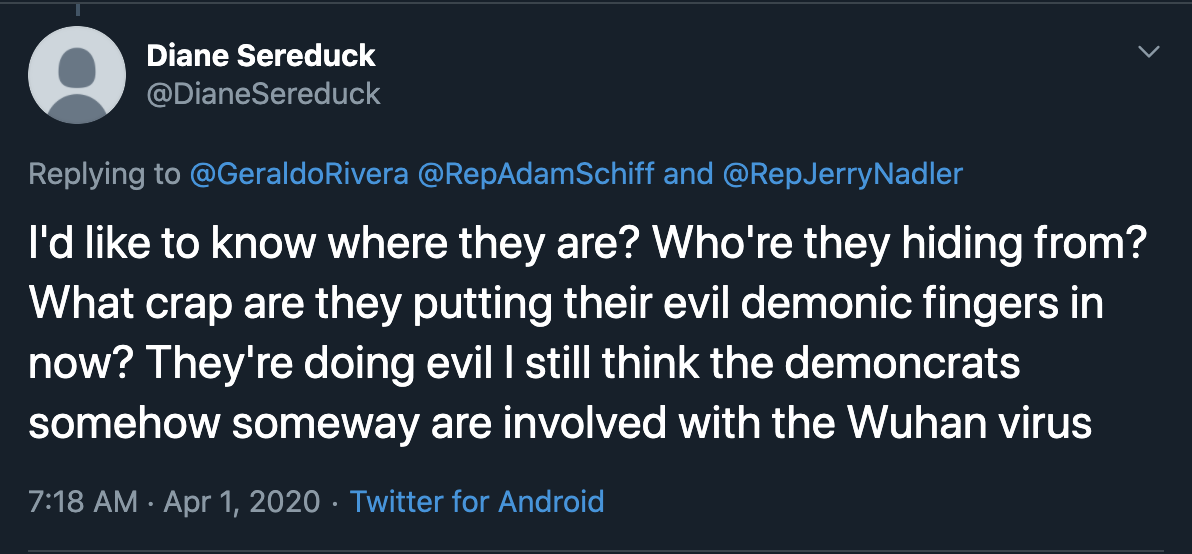 Diane Sereduck
@DianeSereduck
Replying to @GeraldoRivera @RepAdamSchiff and @RepJerryNadler
I'd like to know where they are? Who're they hiding from?
What crap are they putting their evil demonic fingers in
now? They're doing evil I still think the demoncrats
somehow someway are involved with the Wuhan virus
7:18 AM · Apr 1, 2020 · Twitter for Android